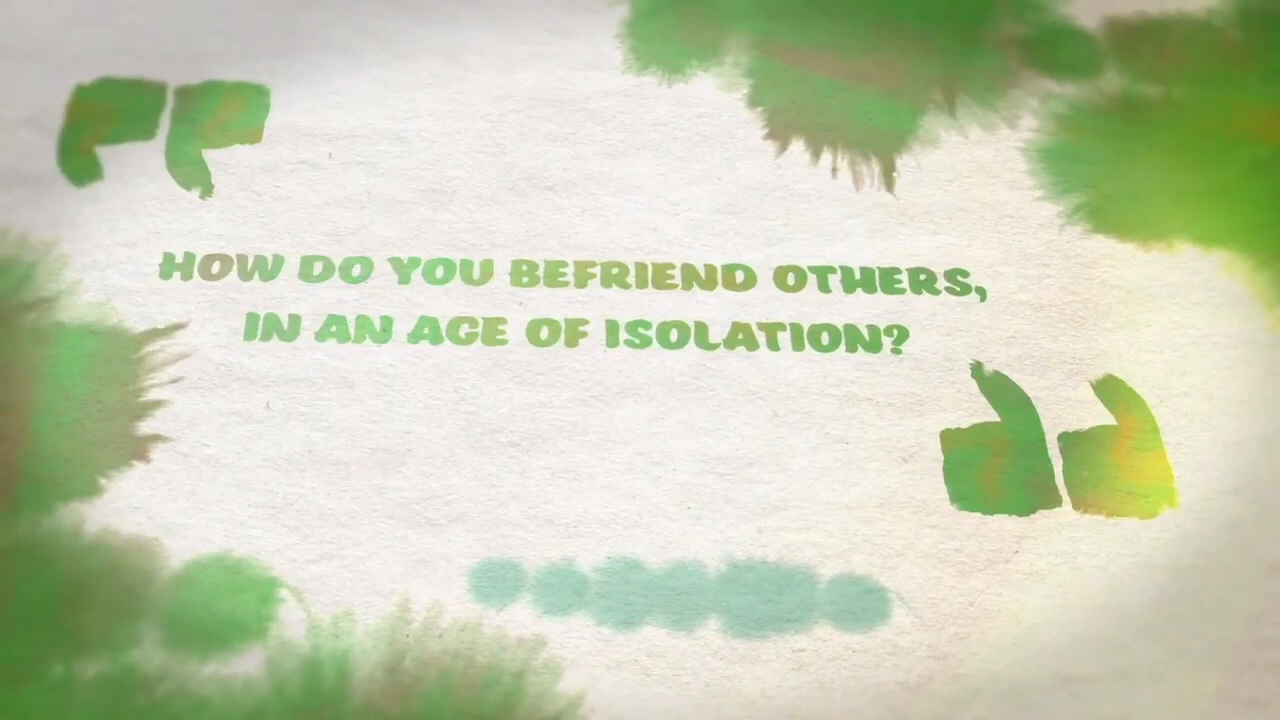 HOW DO YOU BEFRIEND OTHERS,
IN AN AGE OF ISOLATION?